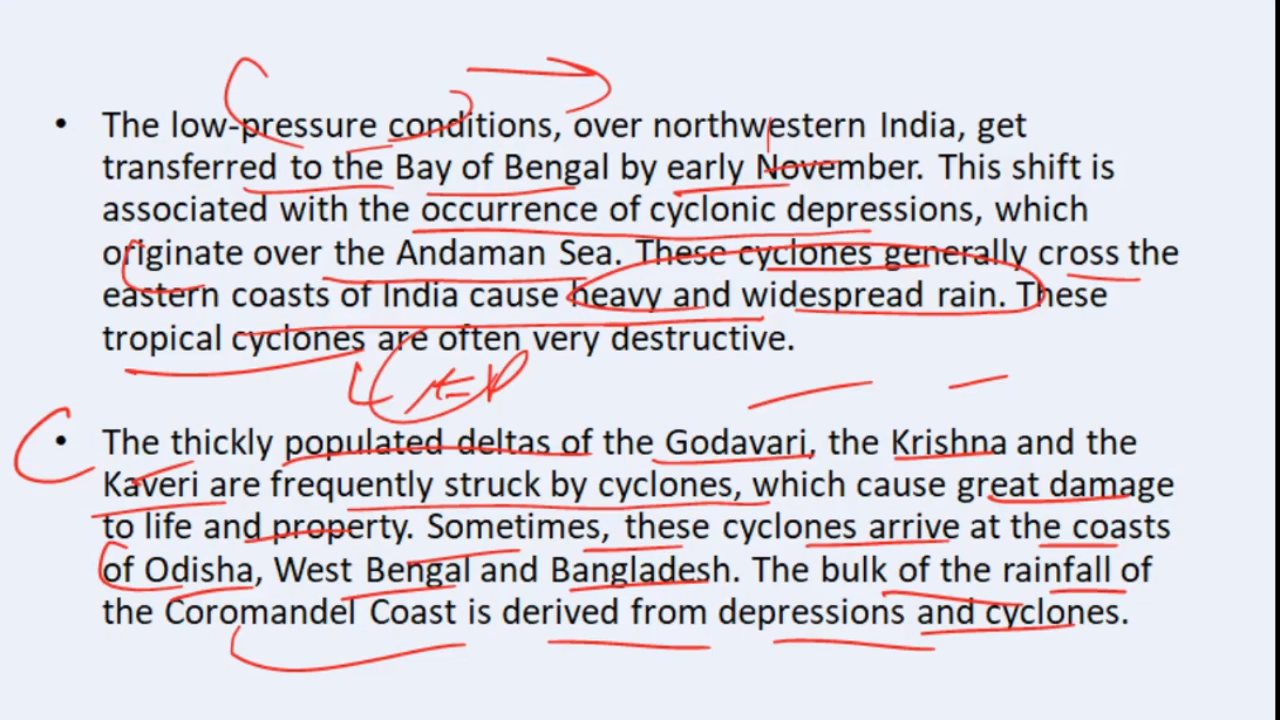 • The low-pressure conditions, over northwestern India, get
transferred to the Bay of Bengal by early November. This shift is
associated with the occurrence of cyclonic depressions, which
originate over the Andaman Sea. These cyclones generally cross the
eastern coasts of India cause heavy and widespread rain. These
tropical cyclones are often very destructive.
• The thickly populated deltas of the Godavari, the Krishna and the
Kaveri are frequently struck by cyclones, which cause great damage
to life and property. Sometimes, these cyclones arrive at the coasts
of Odisha, West Bengal and Bangladesh. The bulk of the rainfall of
the Coromandel Coast is derived from depressions and cyclones.